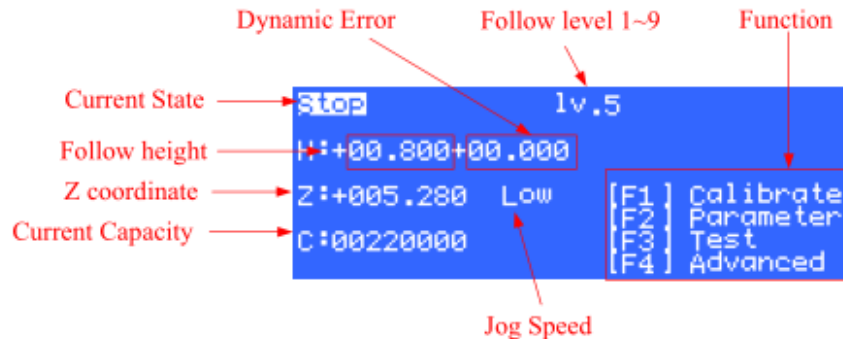 Dynamic Error Follow level 1~9 Function
Current State Stop lv.5
Follow height H:+00.800+00.000
Z coordinate Z:+005.280 Low [F1] Calibrate
[F2] Parameter
Current Capacity C:00220000 [F3] Test
[F4] Advanced
Jog Speed